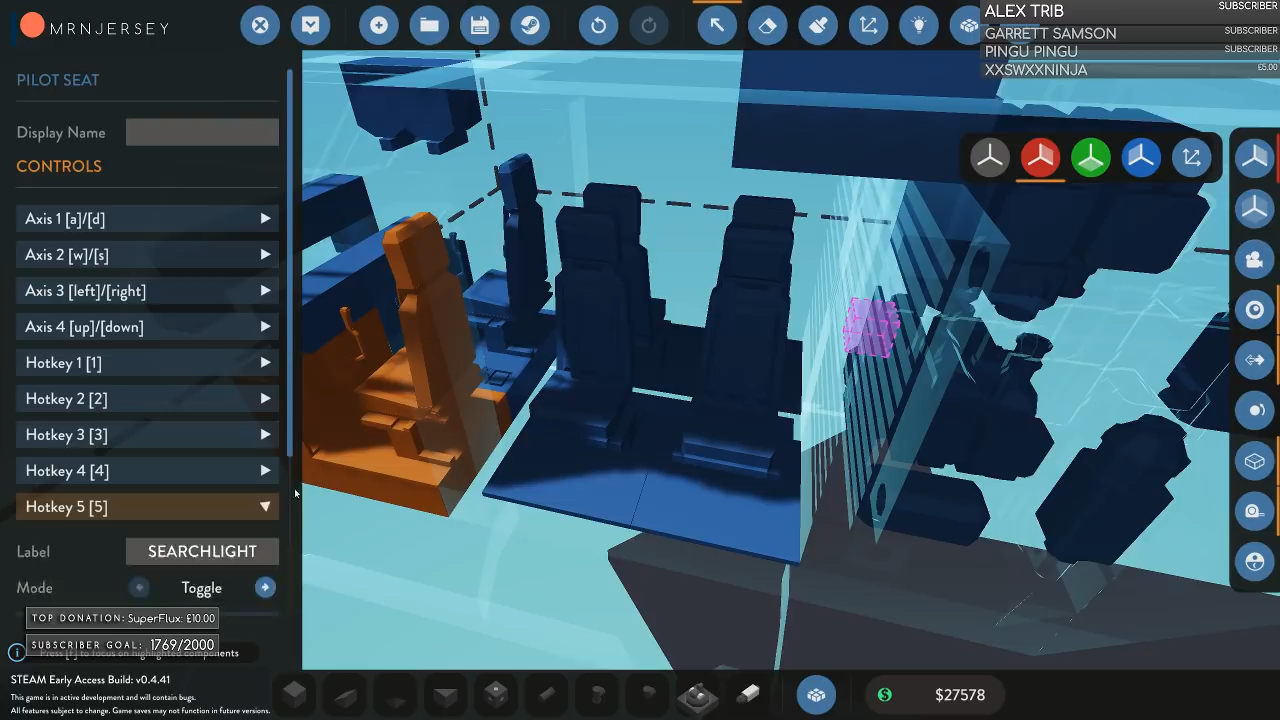 MRNJERSEY
ALEX TRIB SUBSCRIBER
GARRETT SAMSON SUBSCRIBER
PINGU PINGU SUBSCRIBER
XXSWXXNINJA £5.00
PILOT SEAT
Display Name
CONTROLS
Axis 1 [a]/[d]
Axis 2 [w]/[s]
Axis 3 [left]/[right]
Axis 4 [up]/[down]
Hotkey 1 [1]
Hotkey 2 [2]
Hotkey 3 [3]
Hotkey 4 [4]
Hotkey 5 [5]
Label SEARCHLIGHT
Mode Toggle
TOP DONATION: SuperFlux: £10.00
SUBSCRIBER GOAL: 1769/2000
Press [f] to focus on highlighted components
STEAM Early Access Build: v0.4.41
This game is in active development and will contain bugs.
All features subject to change. Game saves may not function in future versions.
$ $27578